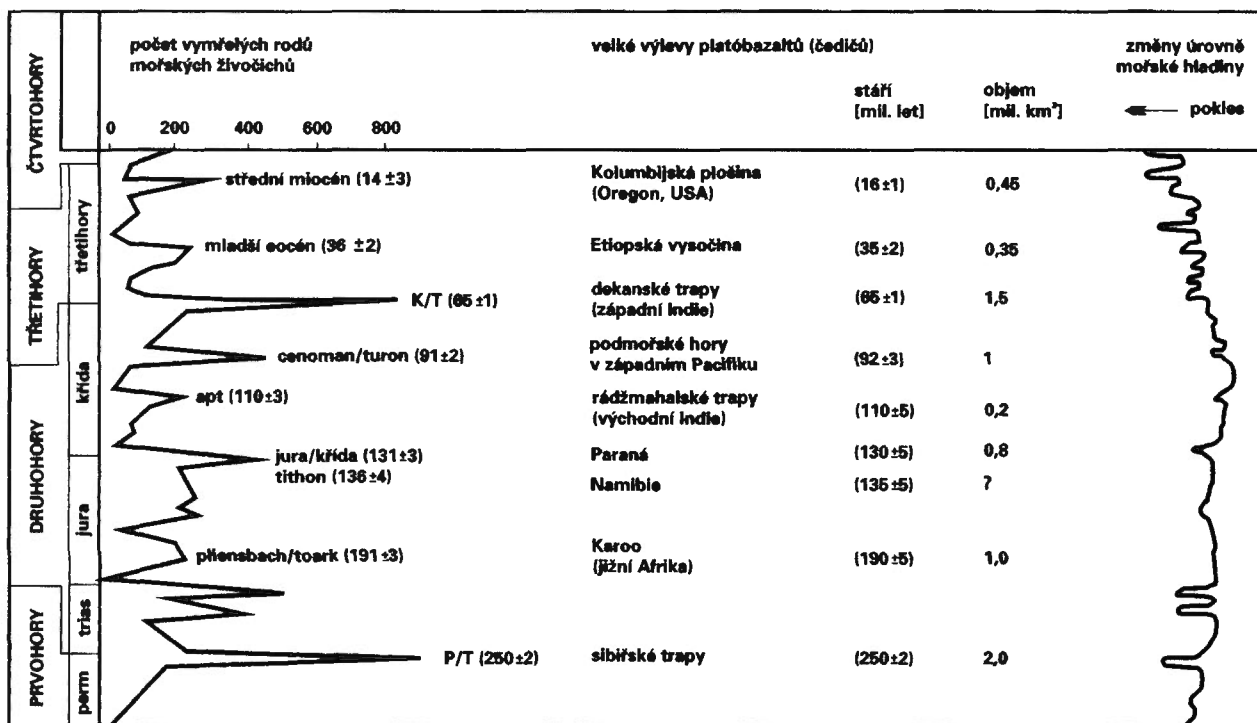 ČTVRTOHORY
TŘETIHORY
DRUHOHORY
PRVOHORY
třetihory
křída
jura
trias
perm
počet vymřelých rodů
mořských živočichů
0 200 400 600 800
velké výlevy platóbazaltů (čedičů)
stáří
[mil. let]
objem
[mil. km³]
změny úrovně
mořské hladiny
pokles
střední miocén (14±3)
Kolumbijská plošina
(Oregon, USA)
(16±1)
0,45
mladší eocén (36 ±2)
Etiopská vysočina
(35±2)
0,35
K/T (65±1)
dekanské trapy
(západní Indie)
(65±1)
1,5
cenoman/turon (91±2)
podmořské hory
v západním Pacifiku
(92±3)
1
apt (110±3)
rádžmahalské trapy
(východní Indie)
(110±5)
0,2
jura/křída (131±3)
Paraná
(130±5)
0,8
tithon (136±4)
Namibie
(135±5)
?
pliensbach/toark (191±3)
Karoo
(jižní Afrika)
(190±5)
1,0
P/T (250±2)
sibiřské trapy
(250±2)
2,0